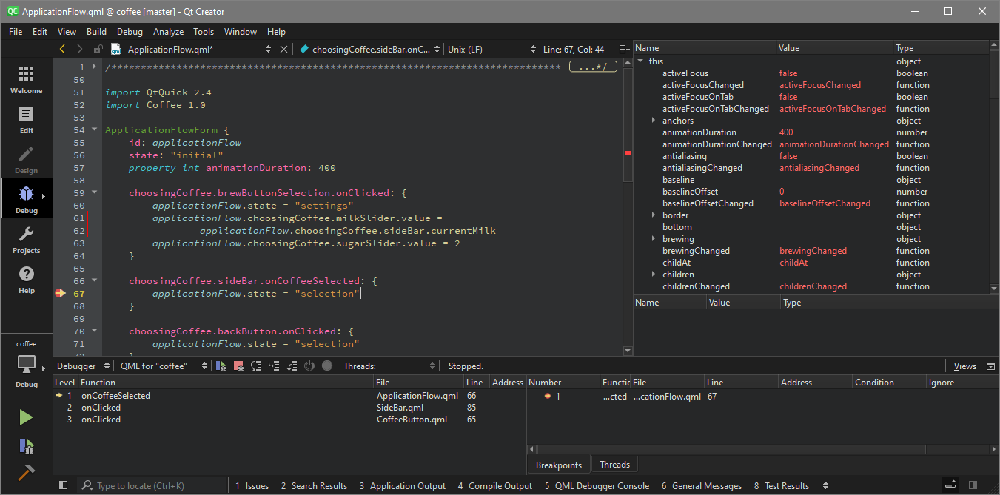 QC ApplicationFlow.qml @ coffee [master] - Qt Creator
File Edit View Build Debug Analyze Tools Window Help
qml ApplicationFlow.qml* choosingCoffee.sideBar.onC... Unix (LF) Line: 67, Col: 44
Welcome
Edit
Design
Debug
Projects
Help
coffee
Debug
1 /**************************************************************************** ...*/
50
51 import QtQuick 2.4
52 import Coffee 1.0
53
54 ApplicationFlowForm {
55 id: applicationFlow
56 state: "initial"
57 property int animationDuration: 400
58
59 choosingCoffee.brewButtonSelection.onClicked: {
60 applicationFlow.state = "settings"
61 applicationFlow.choosingCoffee.milkSlider.value =
62 applicationFlow.choosingCoffee.sideBar.currentMilk
63 applicationFlow.choosingCoffee.sugarSlider.value = 2
64 }
65
66 choosingCoffee.sideBar.onCoffeeSelected: {
67 applicationFlow.state = "selection"
68 }
69
70 choosingCoffee.backButton.onClicked: {
71 applicationFlow.state = "selection"
72 }
Name Value Type
this object
activeFocus false boolean
activeFocusChanged activeFocusChanged function
activeFocusOnTab false boolean
activeFocusOnTabChanged activeFocusOnTabChanged function
anchors object
animationDuration 400 number
animationDurationChanged animationDurationChanged function
antialiasing false boolean
antialiasingChanged antialiasingChanged function
baseline object
baselineOffset 0 number
baselineOffsetChanged baselineOffsetChanged function
border object
bottom object
brewing object
brewingChanged brewingChanged function
childAt childAt function
children object
childrenChanged childrenChanged function
Name Value Type
Debugger QML for "coffee" Threads: Stopped. Views
Level Function File Line Address
1 onCoffeeSelected ApplicationFlow.qml 66
2 onClicked SideBar.qml 85
3 onClicked CoffeeButton.qml 65
Number Functic File Line Address Condition Ignore
1 ...cted ...cationFlow.qml 67
Breakpoints Threads
Type to locate (Ctrl+K) 1 Issues 2 Search Results 3 Application Output 4 Compile Output 5 QML Debugger Console 6 General Messages 8 Test Results